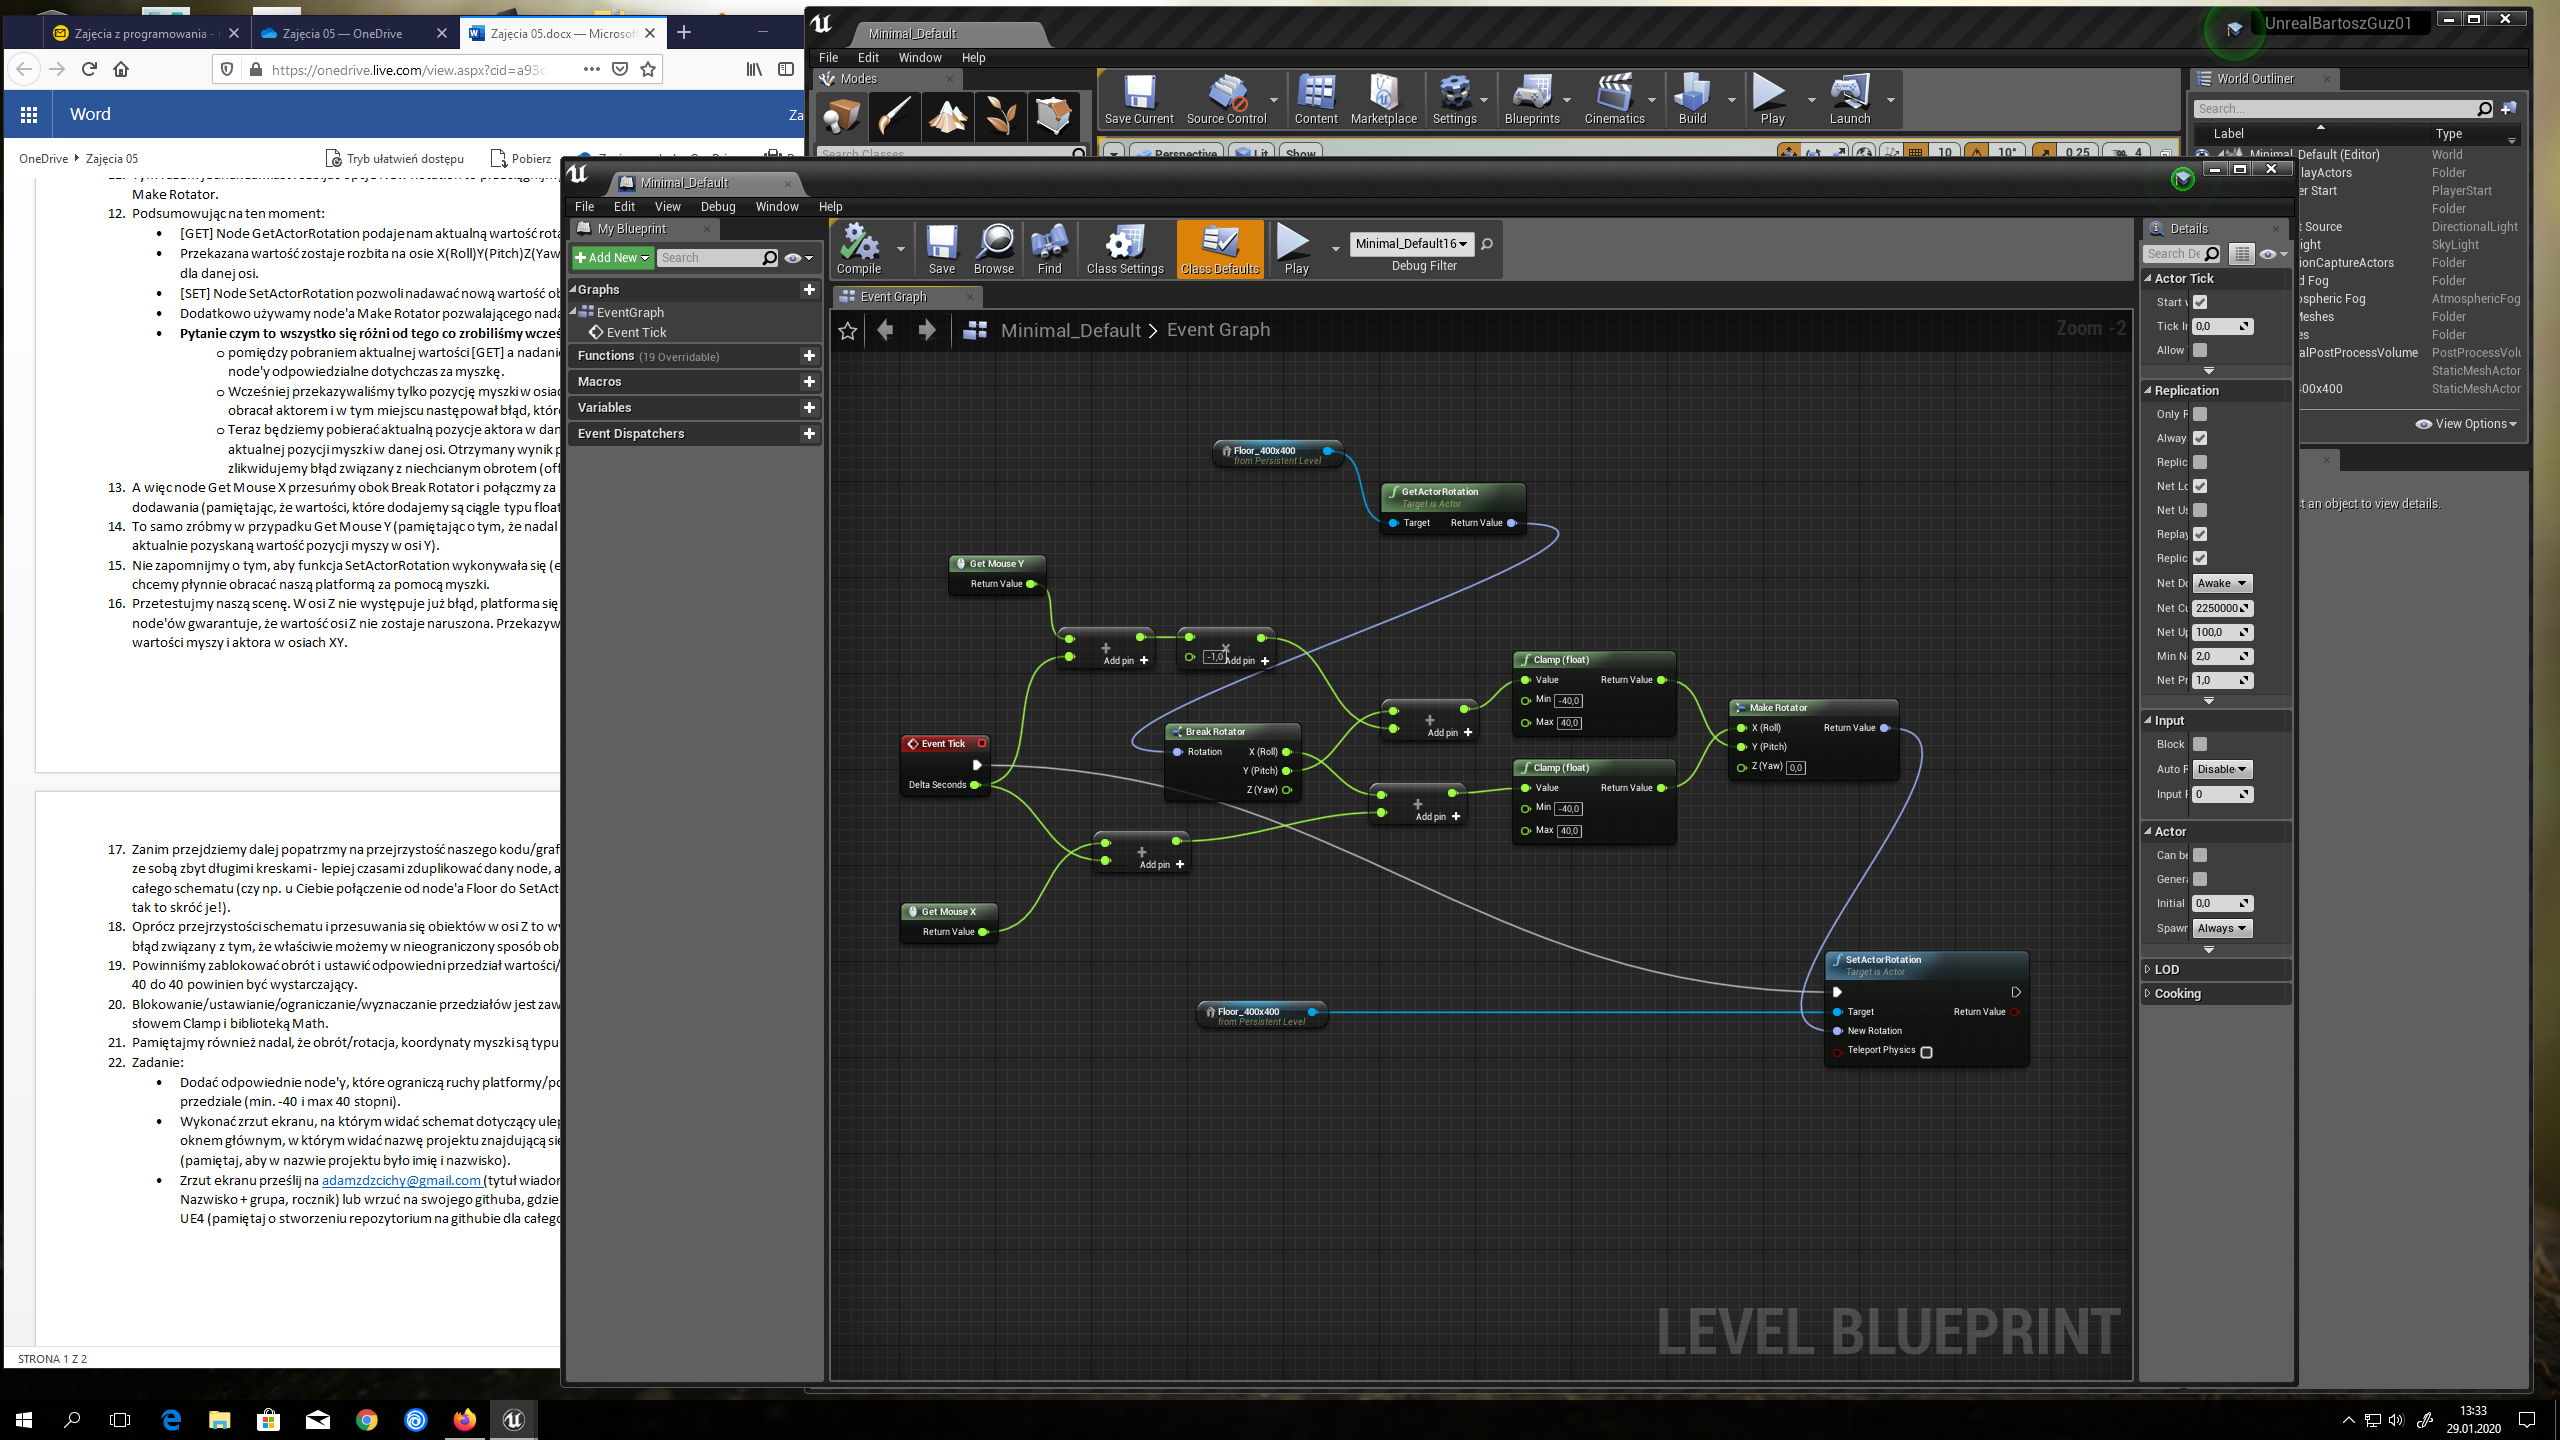 Zajęcia z programowania -
Zajęcia 05 — OneDrive
Zajęcia 05.docx — Microsof
https://onedrive.live.com/view.aspx?cid=a93c
Word
Za
OneDrive
Zajęcia 05
Tryb ułatwień dostępu
Pobierz
Make Rotator.
12. Podsumowując na ten moment:
[GET] Node GetActorRotation podaje nam aktualną wartość rota
Przekazana wartość zostaje rozbita na osie X(Roll)Y(Pitch)Z(Yaw
dla danej osi.
[SET] Node SetActorRotation pozwoli nadawać nową wartość ob
Dodatkowo używamy node'a Make Rotator pozwalającego nada
Pytanie czym to wszystko się różni od tego co zrobiliśmy wcześ
o pomiędzy pobraniem aktualnej wartości [GET] a nadanie
node'y odpowiedzialne dotychczas za myszkę.
o Wcześniej przekazywaliśmy tylko pozycję myszki w osiac
obracał aktorem i w tym miejscu następował błąd, któr
o Teraz będziemy pobierać aktualną pozycje aktora w dan
aktualnej pozycji myszki w danej osi. Otrzymany wynik p
zlikwidujemy błąd związany z niechcianym obrotem (off
13. A więc node Get Mouse X przesuńmy obok Break Rotator i połączmy za
dodawania (pamiętając, że wartości, które dodajemy są ciągle typu float
14. To samo zróbmy w przypadku Get Mouse Y (pamiętając o tym, że nadal
aktualnie pozyskaną wartość pozycji myszy w osi Y).
15. Nie zapomnijmy o tym, aby funkcja SetActorRotation wykonywała się (e
chcemy płynnie obracać naszą platformą za pomocą myszki.
16. Przetestujmy naszą scenę. W osi Z nie występuje już błąd, platforma się
node'ów gwarantuje, że wartość osi Z nie zostaje naruszona. Przekazyw
wartości myszy i aktora w osiach XY.
17. Zanim przejdziemy dalej popatrzmy na przejrzystość naszego kodu/graf
ze sobą zbyt długimi kreskami - lepiej czasami zduplikować dany node, a
całego schematu (czy np. u Ciebie połączenie od node'a Floor do SetAct
tak to skróć je!).
18. Oprócz przejrzystości schematu i przesuwania się obiektów w osi Z to wy
błąd związany z tym, że właściwie możemy w nieograniczony sposób ob
19. Powinniśmy zablokować obrót i ustawić odpowiedni przedział wartości/
40 do 40 powinien być wystarczający.
20. Blokowanie/ustawianie/ograniczanie/wyznaczanie przedziałów jest zaw
słowem Clamp i biblioteką Math.
21. Pamiętajmy również nadal, że obrót/rotacja, koordynaty myszki są typu
22. Zadanie:
Dodać odpowiednie node'y, które ograniczą ruchy platformy/po
przedziale (min. -40 i max 40 stopni).
Wykonać zrzut ekranu, na którym widać schemat dotyczący ulep
oknem głównym, w którym widać nazwę projektu znajdującą się
(pamiętaj, aby w nazwie projektu było imię i nazwisko).
Zrzut ekranu prześlij na adamzdzcichy@gmail.com (tytuł wiadom
Nazwisko + grupa, rocznik) lub wrzuć na swojego githuba, gdzie
UE4 (pamiętaj o stworzeniu repozytorium na githubie dla całego
STRONA 1 Z 2
Minimal_Default
UnrealBartoszGuz01
File Edit Window Help
Modes
Search Classes
Save Current
Source Control
Content
Marketplace
Settings
Blueprints
Cinematics
Build
Play
Launch
Perspective
Lit
Show
10
10°
0,25
4
World Outliner
Search...
Label
Type
Minimal_Default (Editor) World
layActors Folder
er Start PlayerStart
Folder
t Source DirectionalLight
ight SkyLight
ionCaptureActors Folder
d Fog Folder
ospheric Fog AtmosphericFog
Meshes Folder
es Folder
alPostProcessVolume PostProcessVolu
StaticMeshActor
400x400 StaticMeshActor
View Options
t an object to view details.
Minimal_Default
File Edit View Debug Window Help
My Blueprint
Add New
Search
Graphs
EventGraph
Event Tick
Functions (19 Overridable)
Macros
Variables
Event Dispatchers
Compile
Save
Browse
Find
Class Settings
Class Defaults
Play
Minimal_Default16
Debug Filter
Event Graph
Minimal_Default > Event Graph
Zoom -2
Floor_400x400
from Persistent Level
GetActorRotation
Target is Actor
Target
Return Value
Get Mouse Y
Return Value
Add pin +
-1,0
Add pin +
Clamp (float)
Value
Return Value
Min -40,0
Max 40,0
Add pin +
Make Rotator
X (Roll)
Return Value
Y (Pitch)
Z (Yaw) 0,0
Break Rotator
Rotation
X (Roll)
Y (Pitch)
Z (Yaw)
Event Tick
Delta Seconds
Clamp (float)
Value
Return Value
Min -40,0
Max 40,0
Add pin +
Add pin +
Get Mouse X
Return Value
SetActorRotation
Target is Actor
Target
Return Value
New Rotation
Teleport Physics
Floor_400x400
from Persistent Level
LEVEL BLUEPRINT
Details
Search De
Actor Tick
Start
Tick I 0,0
Allow
Replication
Only
Alway
Replic
Net Lo
Net Us
Replay
Replic
Net Do Awake
Net Cu 2250000
Net Up 100,0
Min N 2,0
Net Pr 1,0
Input
Block
Auto Disable
Input 0
Actor
Can be
Genera
Initial 0,0
Spawn Always
LOD
Cooking
13:33
29.01.2020